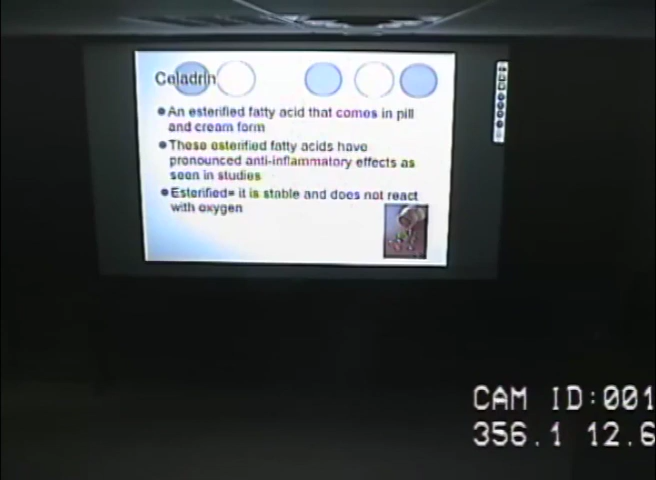 Celadrin
An esterified fatty acid that comes in pill
and cream form
These esterified fatty acids have
pronounced anti-inflammatory effects as
seen in studies
Esterified= it is stable and does not react
with oxygen
CAM ID:001
356.1 12.6